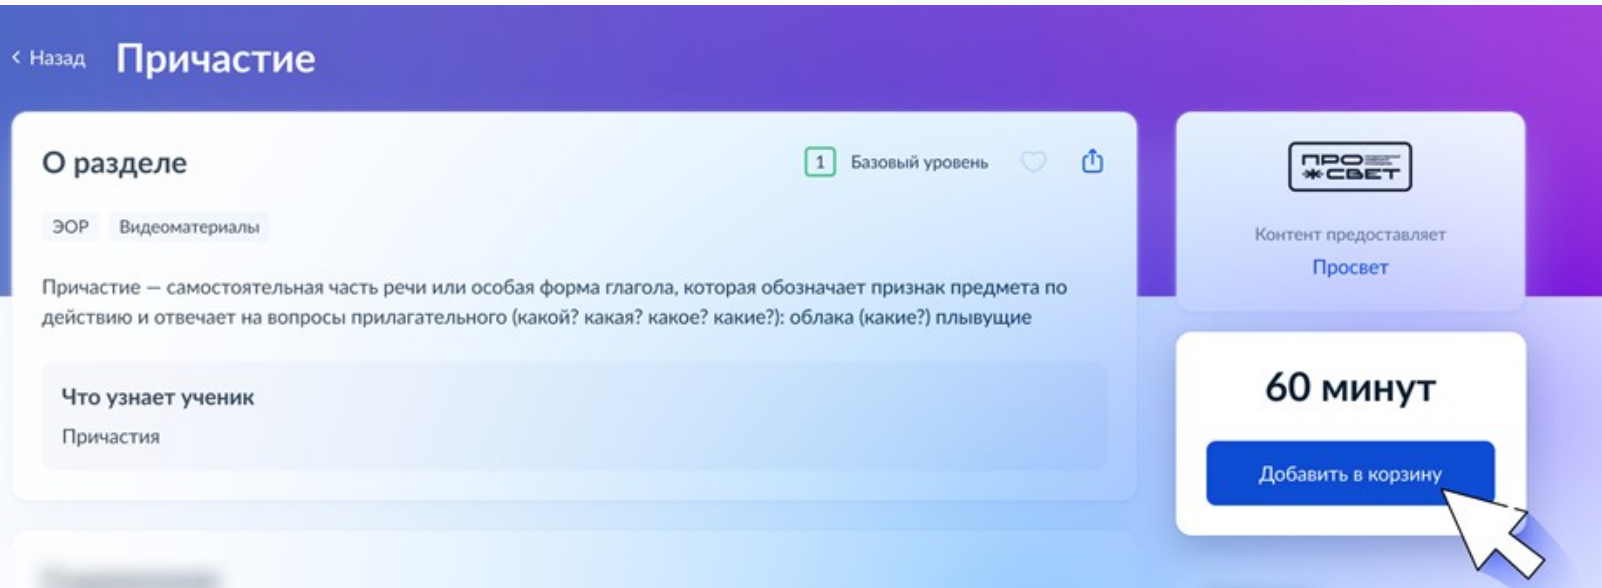 < Назад Причастие
О разделе
1 Базовый уровень
ЭОР Видеоматериалы
Причастие — самостоятельная часть речи или особая форма глагола, которая обозначает признак предмета по
действию и отвечает на вопросы прилагательного (какой? какая? какое? какие?): облака (какие?) плывущие
Что узнает ученик
Причастия
ПРО
СВЕТ
Контент предоставляет
Просвет
60 минут
Добавить в корзину